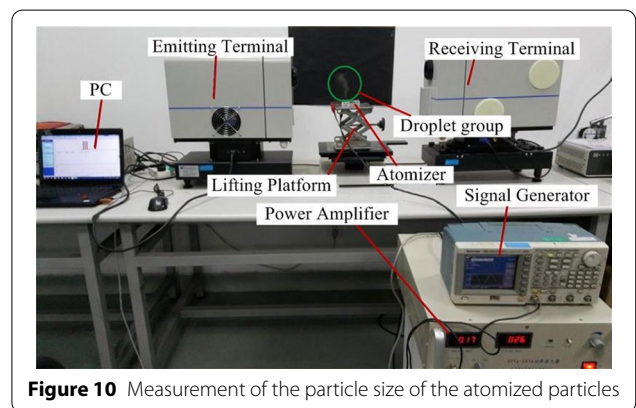 Emitting Terminal
Receiving Terminal
PC
Droplet group
Lifting Platform
Atomizer
Power Amplifier
Signal Generator
Figure 10 Measurement of the particle size of the atomized particles